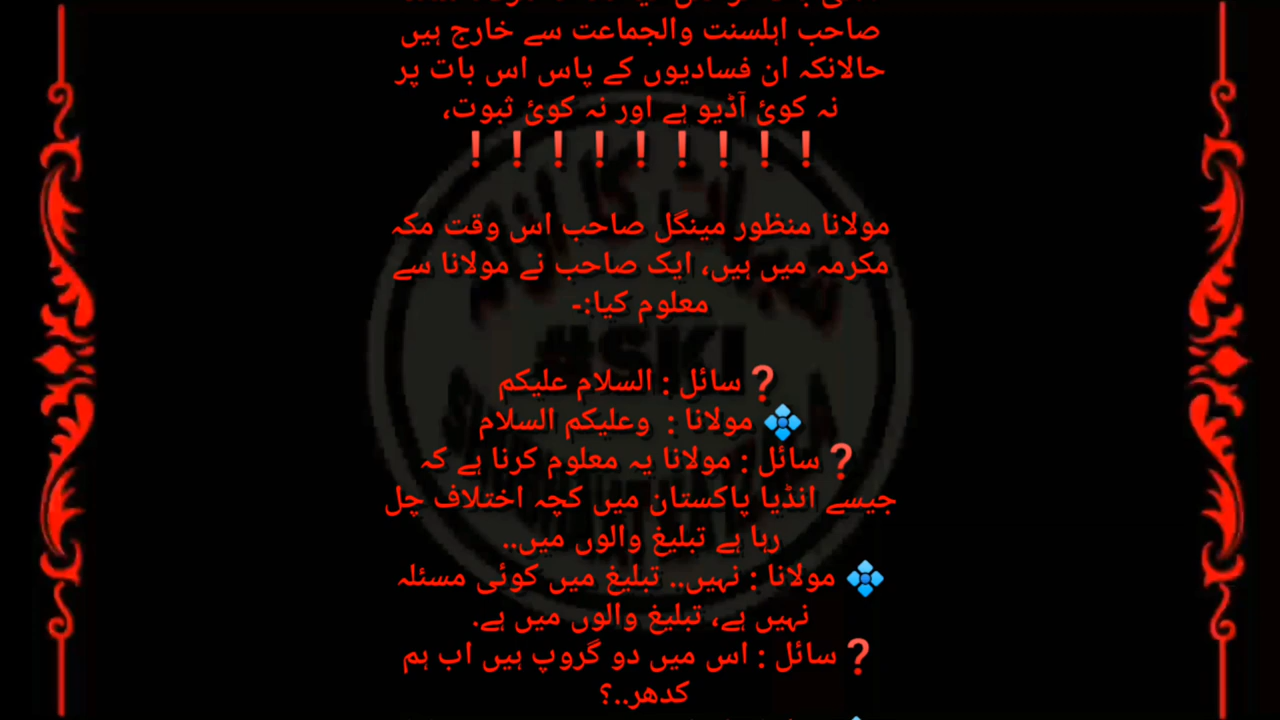 صاحب اہلسنت والجماعت سے خارج ہیں
حالانکہ ان فسادیوں کے پاس اس بات پر
نہ کوئ آڈیو ہے اور نہ کوئ ثبوت،
❗❗❗❗❗❗❗❗❗
مولانا منظور مینگل صاحب اس وقت مکہ
مکرمہ میں ہیں، ایک صاحب نے مولانا سے
معلوم کیا:-
❓سائل : السلام علیکم
💠 مولانا : وعلیکم السلام
❓سائل : مولانا یہ معلوم کرنا ہے کہ
جیسے انڈیا پاکستان میں کچہ اختلاف چل
رہا ہے تبلیغ والوں میں..
💠 مولانا : نہیں.. تبلیغ میں کوئی مسئلہ
نہیں ہے، تبلیغ والوں میں ہے.
❓سائل : اس میں دو گروپ ہیں اب ہم
کدھر..؟
#SKI